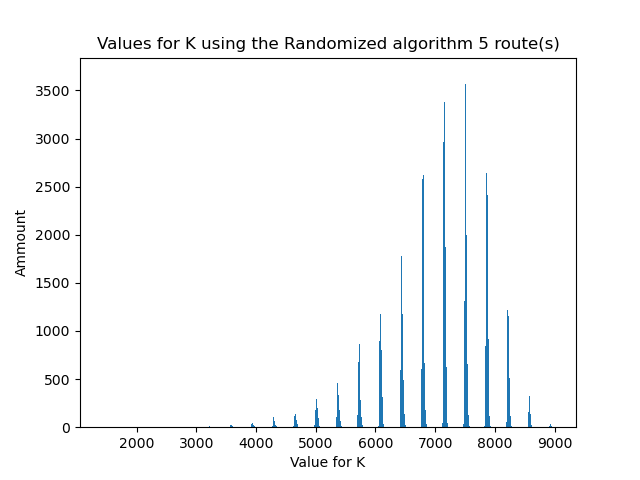 Values for K using the Randomized algorithm 5 route(s)
Ammount
3500
3000
2500
2000
1500
1000
500
0
2000 3000 4000 5000 6000 7000 8000 9000
Value for K